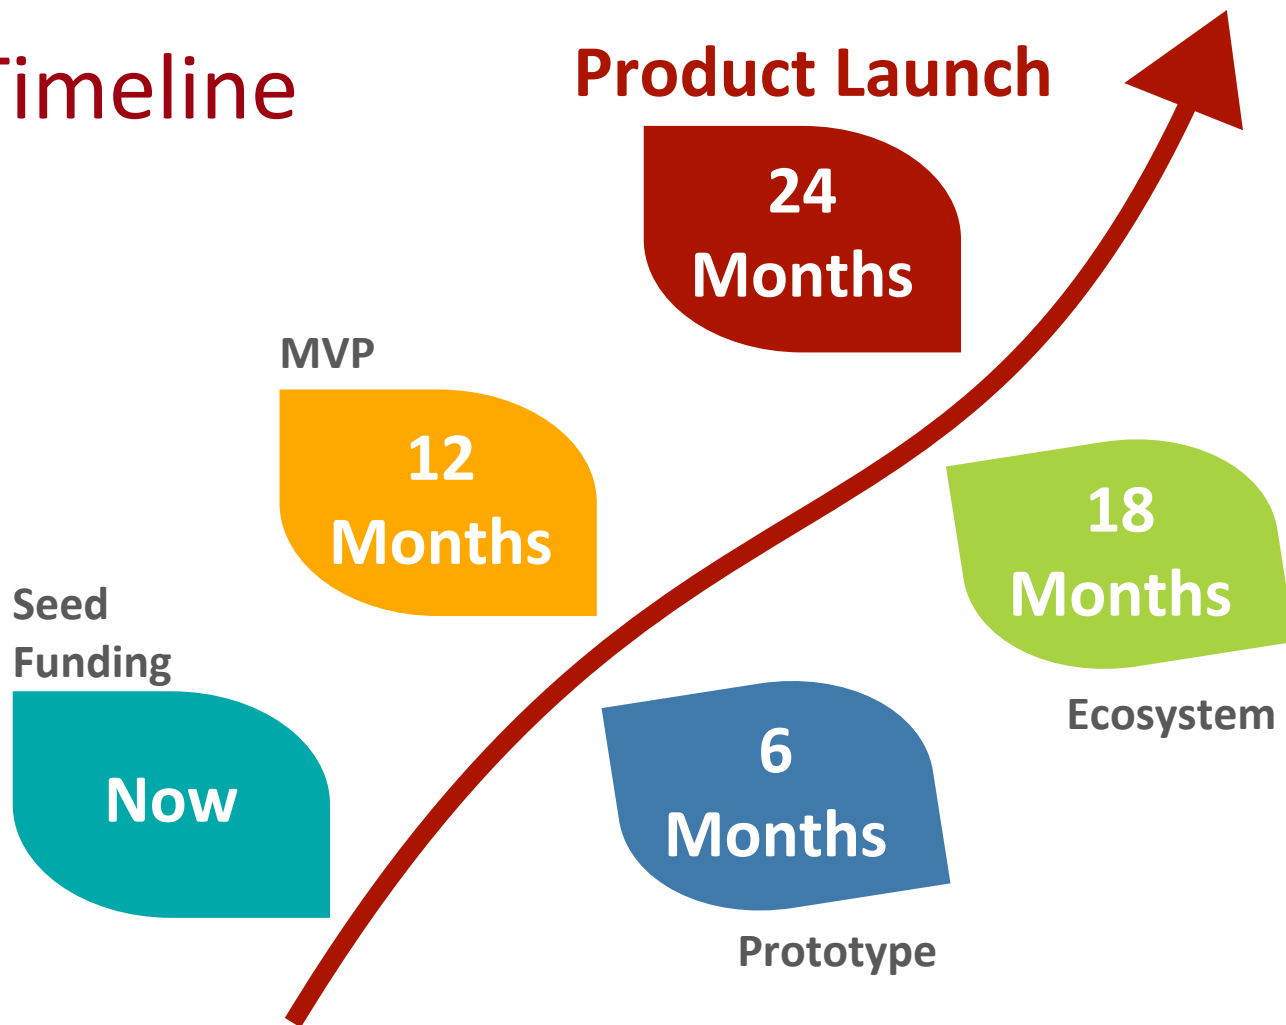 Timeline
Product Launch
24
Months
MVP
12
Months
18
Months
Ecosystem
Seed
Funding
Now
6
Months
Prototype